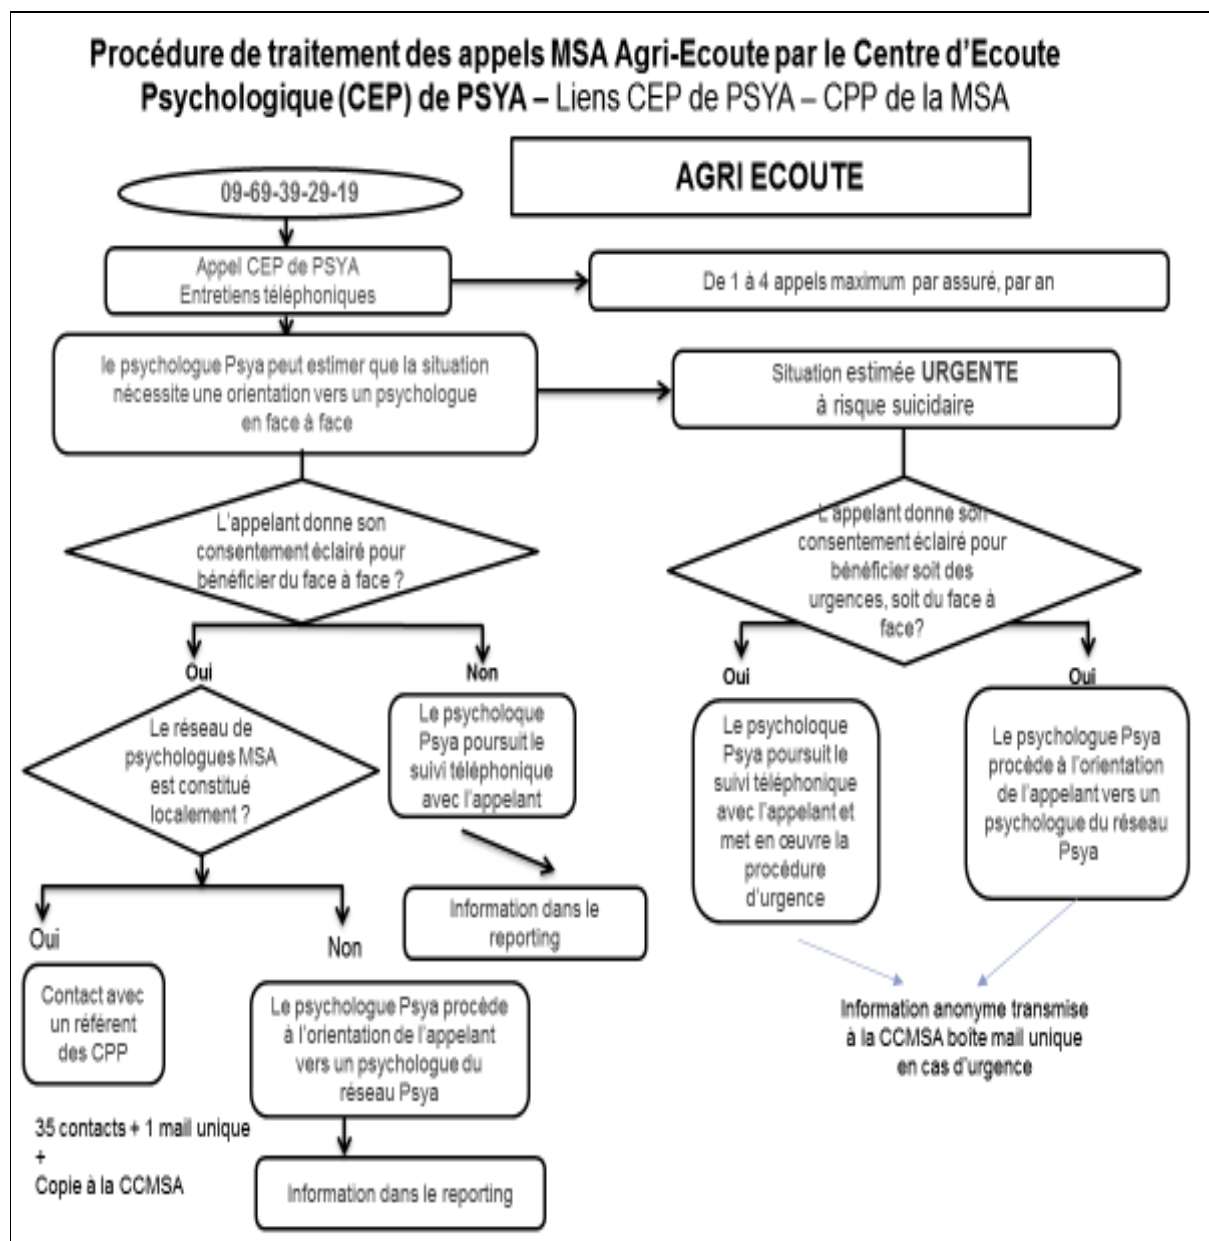 Procédure de traitement des appels MSA Agri-Ecoute par le Centre d'Ecoute
Psychologique (CEP) de PSYA – Liens CEP de PSYA – CPP de la MSA
AGRI ECOUTE
09-69-39-29-19
Appel CEP de PSYA
Entretiens téléphoniques
De 1 à 4 appels maximum par assuré, par an
le psychologue Psya peut estimer que la situation
nécessite une orientation vers un psychologue
en face à face
Situation estimée URGENTE
à risque suicidaire
L'appelant donne son
consentement éclairé pour
bénéficier du face à face ?
L'appelant donne son
consentement éclairé pour
bénéficier soit des
urgences, soit du face à
face?
Oui
Non
Oui
Oui
Le réseau de
psychologues MSA
est constitué
localement ?
Le psychologue
Psya poursuit le
suivi téléphonique
avec l'appelant
Le psychologue
Psya poursuit le
suivi téléphonique
avec l'appelant et
met en œuvre la
procédure
d'urgence
Le psychologue Psya
procède à l'orientation
de l'appelant vers un
psychologue du réseau
Psya
Information dans le
reporting
Oui
Non
Contact avec
un référent
des CPP
Le psychologue Psya procède
à l'orientation de l'appelant
vers un psychologue du
réseau Psya
Information anonyme transmise
à la CCMSA boîte mail unique
en cas d'urgence
35 contacts + 1 mail unique
+
Copie à la CCMSA
Information dans le reporting